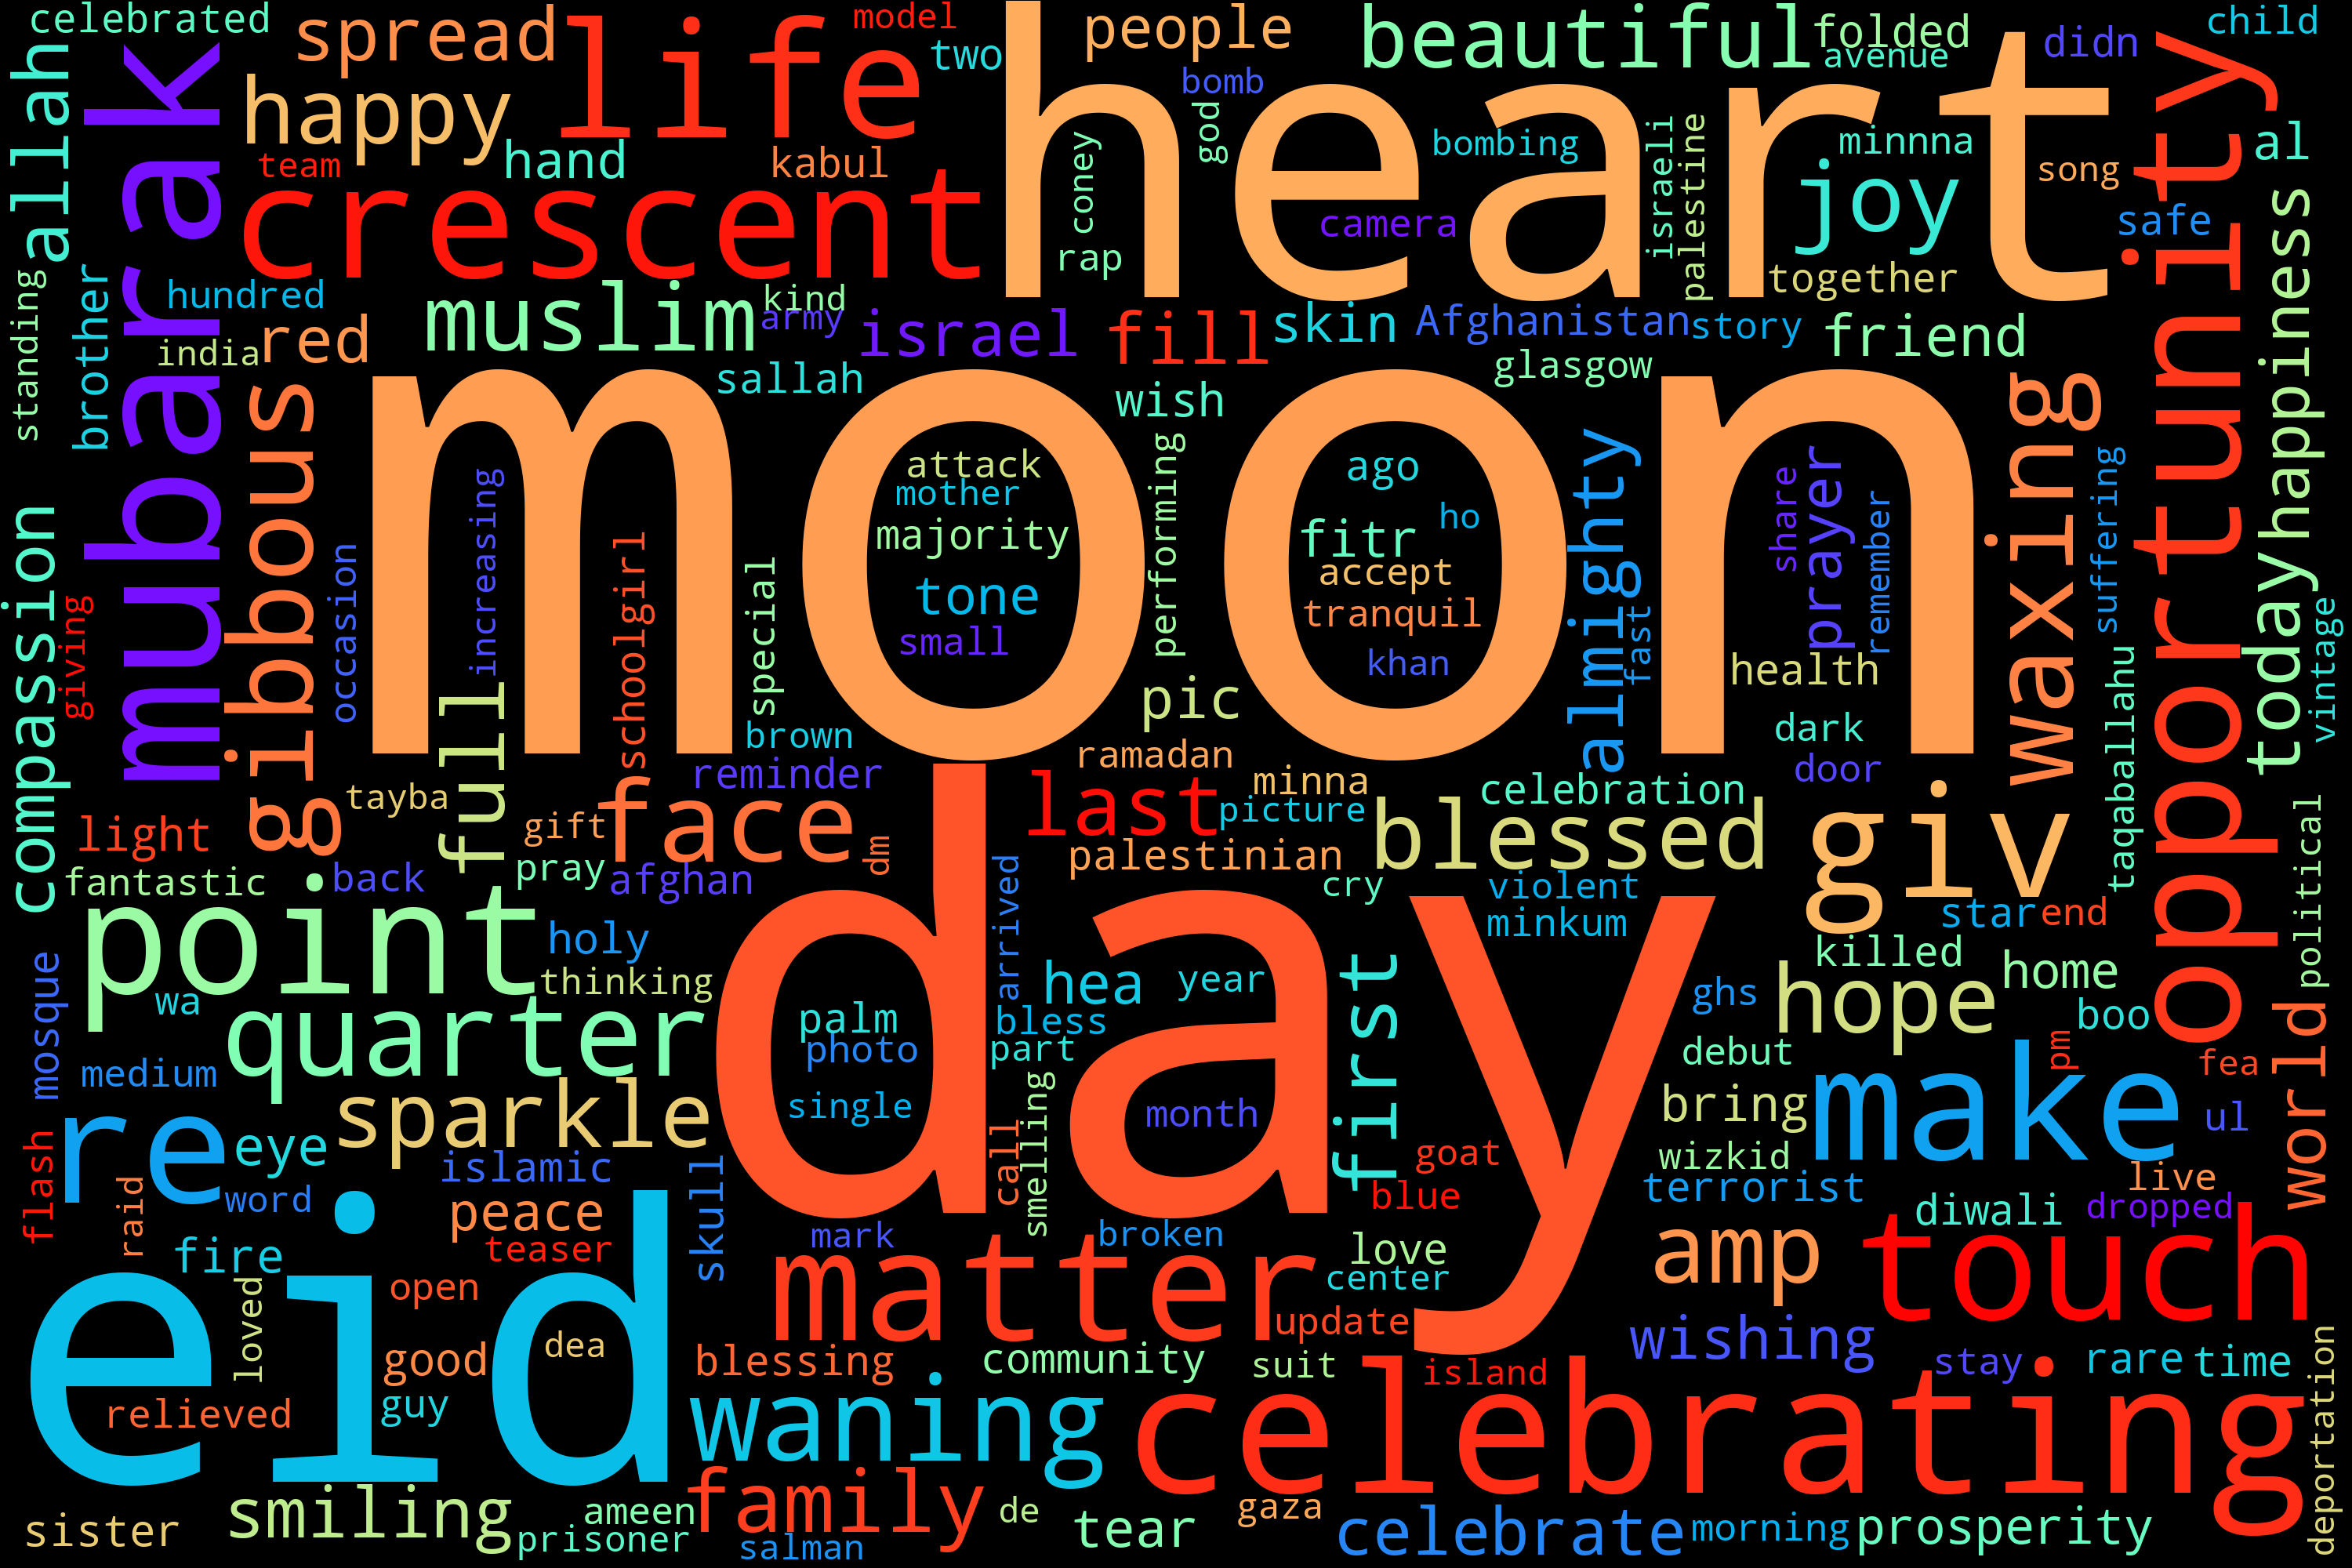 celebrated
spread
life
model
two
people
beautiful
folded
avenue
didn
child
allah
mubarak
happy
team
hand
kabul
crescent
heart
bomb
god
coney
rap
bombing
camera
israeli
palestine
minnna
joy
together
opportunity
al
song
safe
happiness
standing
brother
hundred
india
red
muslim
kind
army
israel
fill
skin
Afghanistan
story
friend
sallah
wish
glasgow
gibbous
moon
waxing
attack
mother
majority
tone
small
performing
ago
ho
fitr
accept
tranquil
khan
almighty
fast
share
prayer
remember
health
dark
door
suffering
today
compassion
giving
occasion
increasing
schoolgirl
special
full
brown
pic
ramadan
reminder
minna
picture
celebration
taqaballahu
vintage
tayba
light
gift
face
dm
last
palestinian
blessed
giv
fantastic
back
pray
afghan
day
arrived
cry
violent
minkum
star
end
political
point
holy
thinking
hea
year
first
killed
home
hope
ghs
boo
mosque
wa
quarter
palm
photo
bless
part
debut
pm
fea
world
medium
re
eye
sparkle
single
month
smelling
call
bring
make
ul
flash
raid
word
islamic
skull
goat
blue
wizkid
terrorist
live
dropped
diwali
fire
peace
teaser
mark
broken
love
center
amp
touch
eid
loved
open
matter
update
wishing
deportation
good
dea
blessing
community
suit
island
stay
rare
time
relieved
guy
waning
celebrating
sister
smiling
ameen
prisoner
family
salman
de
tear
gaza
celebrate
morning
prosperity